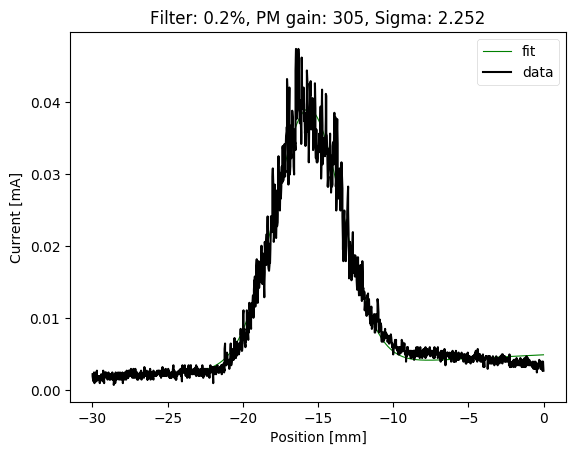 Filter: 0.2%, PM gain: 305, Sigma: 2.252
fit
data
0.04
0.03
0.02
0.01
0.00
Current [mA]
−30
−25
−20
−15
−10
−5
0
Position [mm]